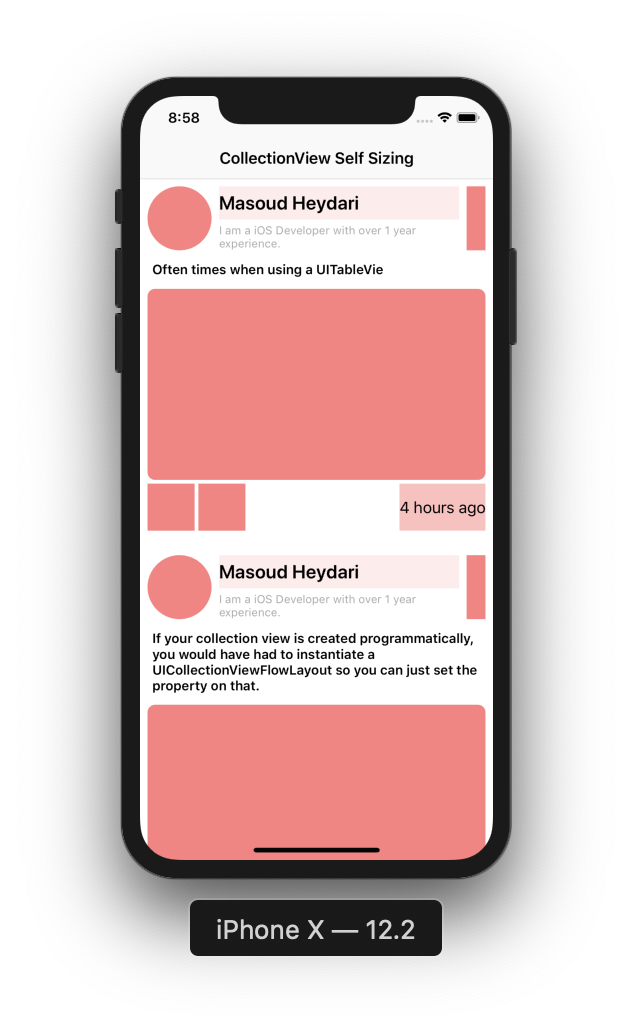 8:58
CollectionView Self Sizing
Masoud Heydari
I am a iOS Developer with over 1 year
experience.
Often times when using a UITableVie
4 hours ago
Masoud Heydari
I am a iOS Developer with over 1 year
experience.
If your collection view is created programmatically,
you would have had to instantiate a
UICollectionViewFlowLayout so you can just set the
property on that.
iPhone X — 12.2